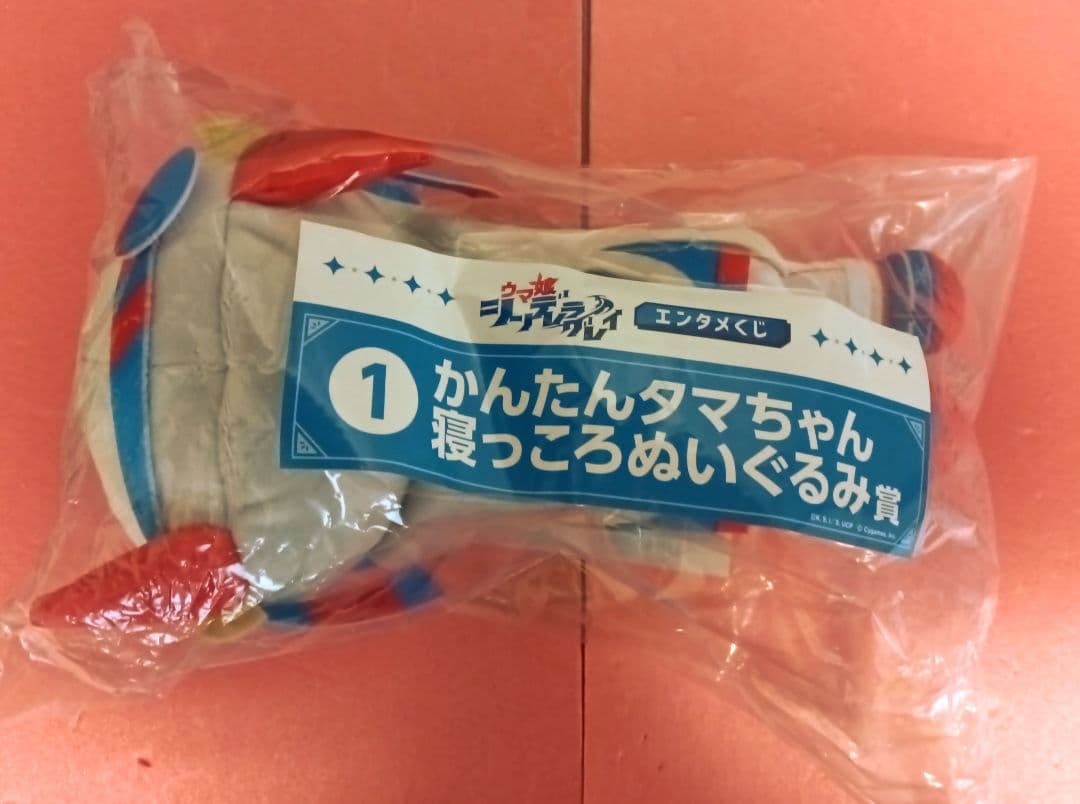 ウマ娘
シンデレラグレイ
エンタメくじ
1
かんたんタマちゃん
寝っころぬいぐるみ賞